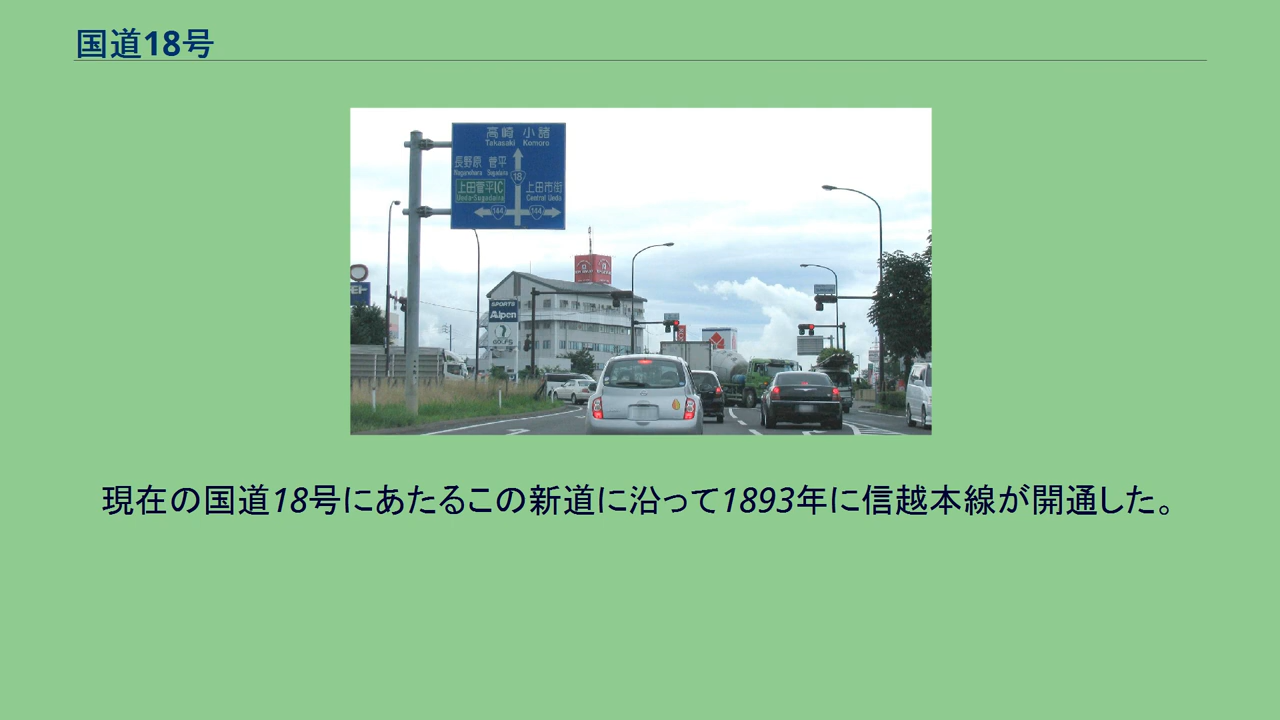 国道18号
高崎 小諸
Takasaki Komoro
長野原 菅平
Naganohara Sugadaira
18
上田菅平IC
Ueda-Sugadaira
上田市街
Central Ueda
144 144
SPORTS
Alpen
GOLF5
現在の国道18号にあたるこの新道に沿って1893年に信越本線が開通した。